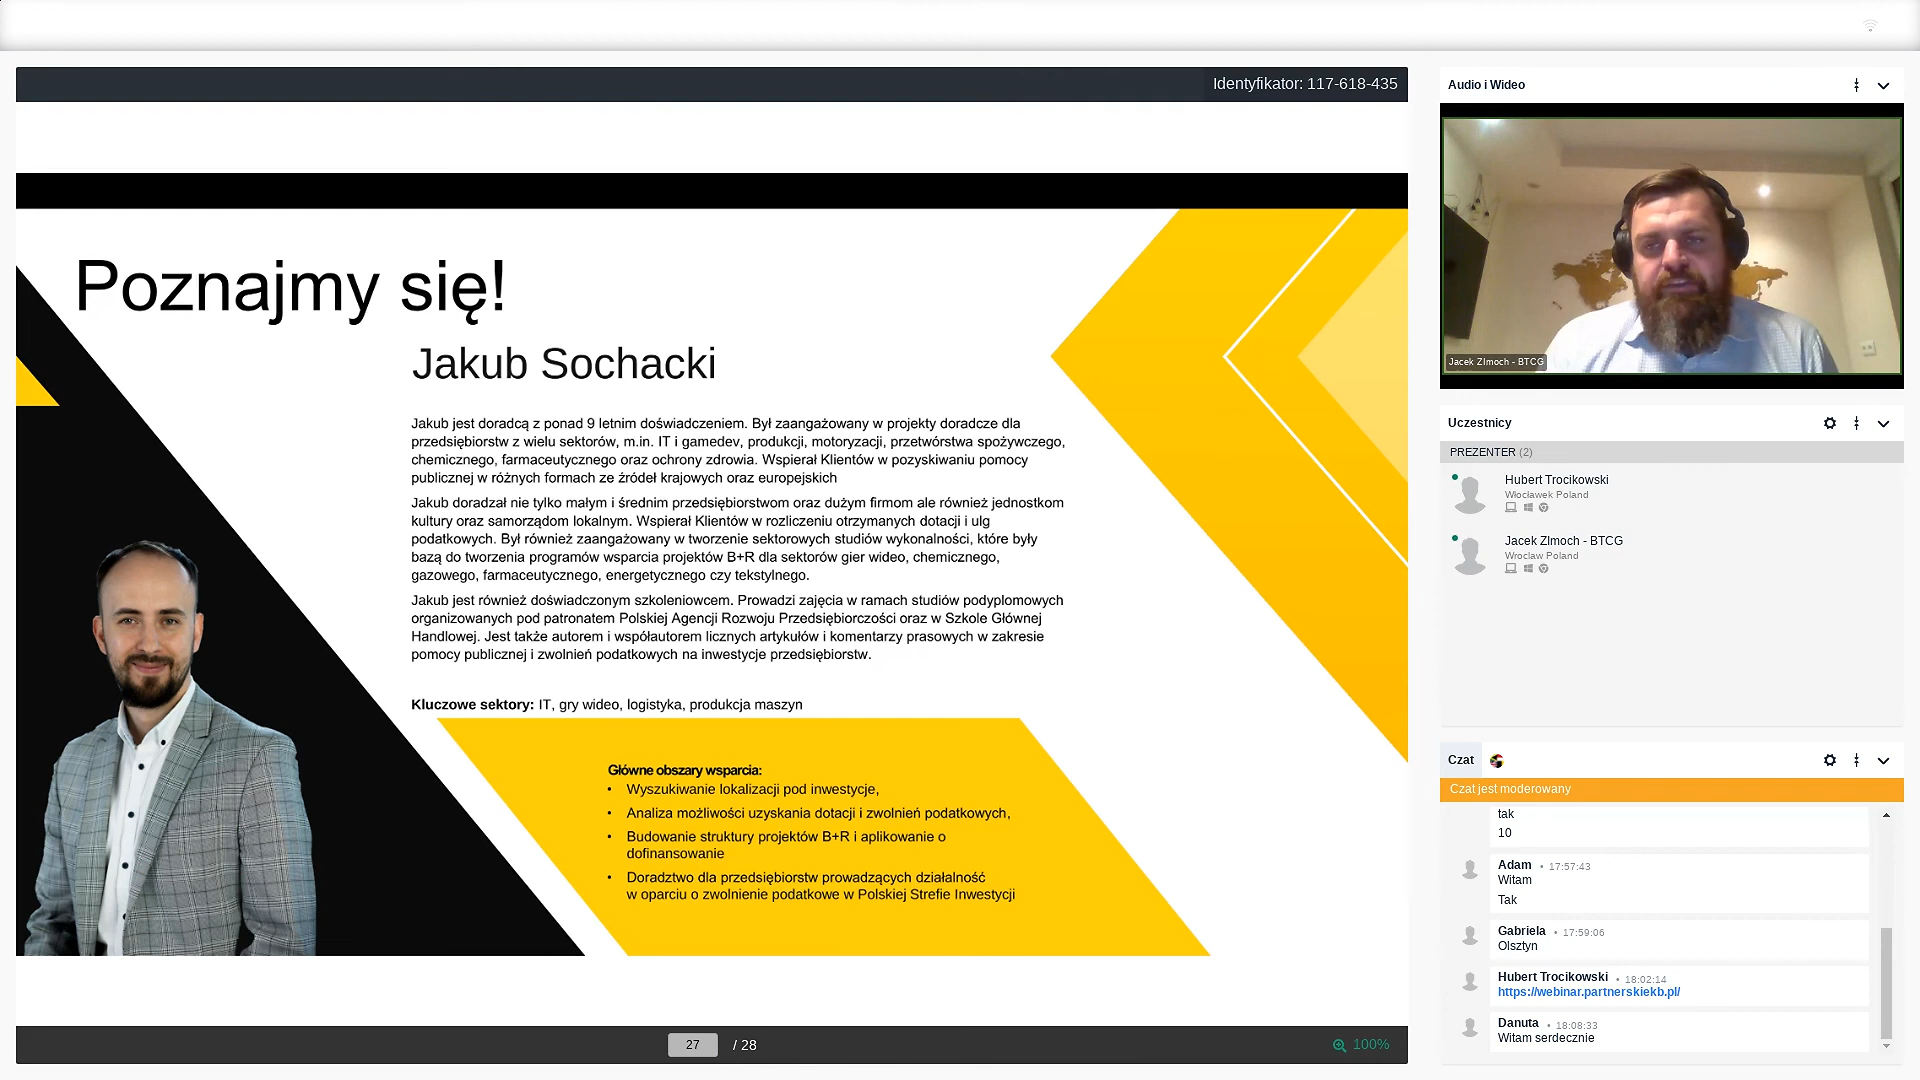 Identyfikator: 117-618-435
Poznajmy się!
Jakub Sochacki
Jakub jest doradcą z ponad 9 letnim doświadczeniem. Był zaangażowany w projekty doradcze dla
przedsiębiorstw z wielu sektorów, m.in. IT i gamedev, produkcji, motoryzacji, przetwórstwa spożywczego,
chemicznego, farmaceutycznego oraz ochrony zdrowia. Wspierał Klientów w pozyskiwaniu pomocy
publicznej w różnych formach ze źródeł krajowych oraz europejskich
Jakub doradzał nie tylko małym i średnim przedsiębiorstwom oraz dużym firmom ale również jednostkom
kultury oraz samorządom lokalnym. Wspierał Klientów w rozliczeniu otrzymanych dotacji i ulg
podatkowych. Był również zaangażowany w tworzenie sektorowych studiów wykonalności, które były
bazą do tworzenia programów wsparcia projektów B+R dla sektorów gier wideo, chemicznego,
gazowego, farmaceutycznego, energetycznego czy tekstylnego.
Jakub jest również doświadczonym szkoleniowcem. Prowadzi zajęcia w ramach studiów podyplomowych
organizowanych pod patronatem Polskiej Agencji Rozwoju Przedsiębiorczości oraz w Szkole Głównej
Handlowej. Jest także autorem i współautorem licznych artykułów i komentarzy prasowych w zakresie
pomocy publicznej i zwolnień podatkowych na inwestycje przedsiębiorstw.
Kluczowe sektory: IT, gry wideo, logistyka, produkcja maszyn
Główne obszary wsparcia:
• Wyszukiwanie lokalizacji pod inwestycje,
• Analiza możliwości uzyskania dotacji i zwolnień podatkowych,
• Budowanie struktury projektów B+R i aplikowanie o
dofinansowanie
• Doradztwo dla przedsiębiorstw prowadzących działalność
w oparciu o zwolnienie podatkowe w Polskiej Strefie Inwestycji
27 / 28
100%
Audio i Wideo
Jacek ZImoch - BTCG
Uczestnicy
PREZENTER (2)
Hubert Trocikowski
Włocławek Poland
Jacek ZImoch - BTCG
Wroclaw Poland
Czat
Czat jest moderowany
tak
10
Adam • 17:57:43
Witam
Tak
Gabriela • 17:59:06
Olsztyn
Hubert Trocikowski • 18:02:14
https://webinar.partnerskiekb.pl/
Danuta • 18:08:33
Witam serdecznie